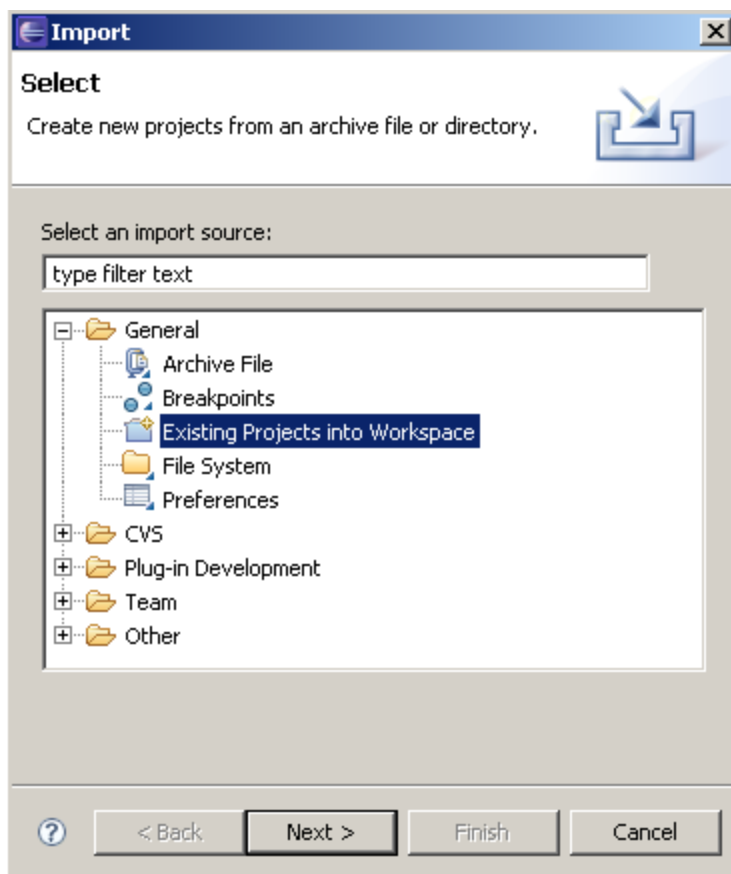 Import
Select
Create new projects from an archive file or directory.
Select an import source:
type filter text
General
Archive File
Breakpoints
Existing Projects into Workspace
File System
Preferences
CVS
Plug-in Development
Team
Other
< Back Next > Finish Cancel